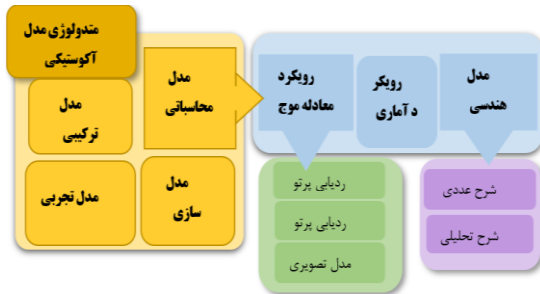 متدولوژی مدل
آکوستیکی
مدل
محاسباتی
مدل
ترکیبی
مدل تجربی
مدل
سازی
رویکرد
معادله موج
رویکر
د آماری
مدل
هندسی
ردیابی پرتو
ردیابی پرتو
مدل تصویری
شرح عددی
شرح تحلیلی